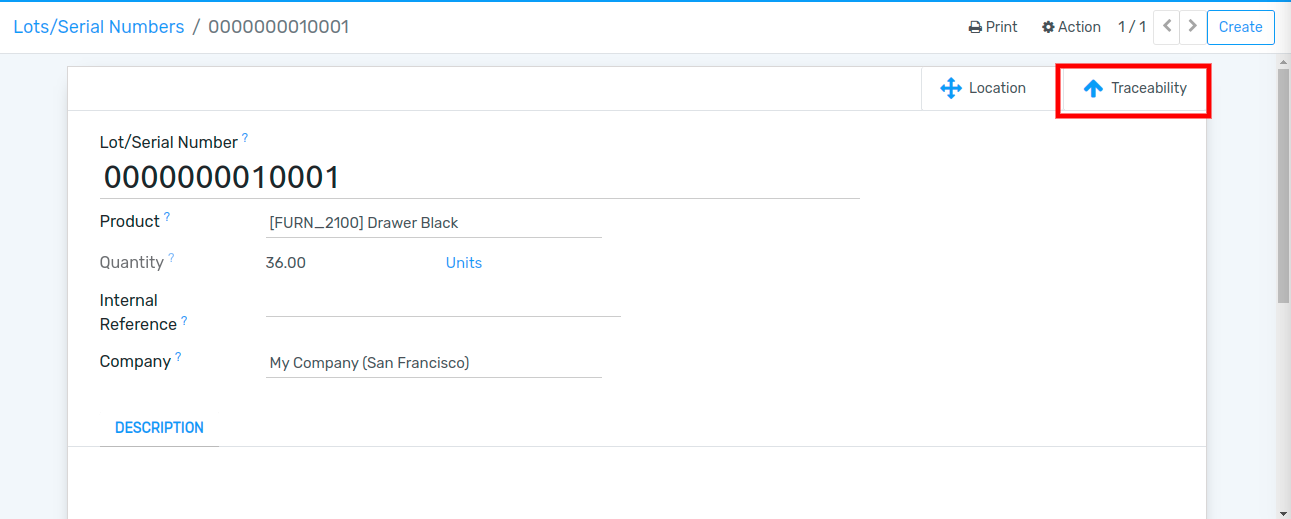 Lots/Serial Numbers / 0000000010001
Print Action 1 / 1 Create
Location Traceability
Lot/Serial Number ?
0000000010001
Product ? [FURN_2100] Drawer Black
Quantity ? 36.00 Units
Internal
Reference ?
Company ? My Company (San Francisco)
DESCRIPTION